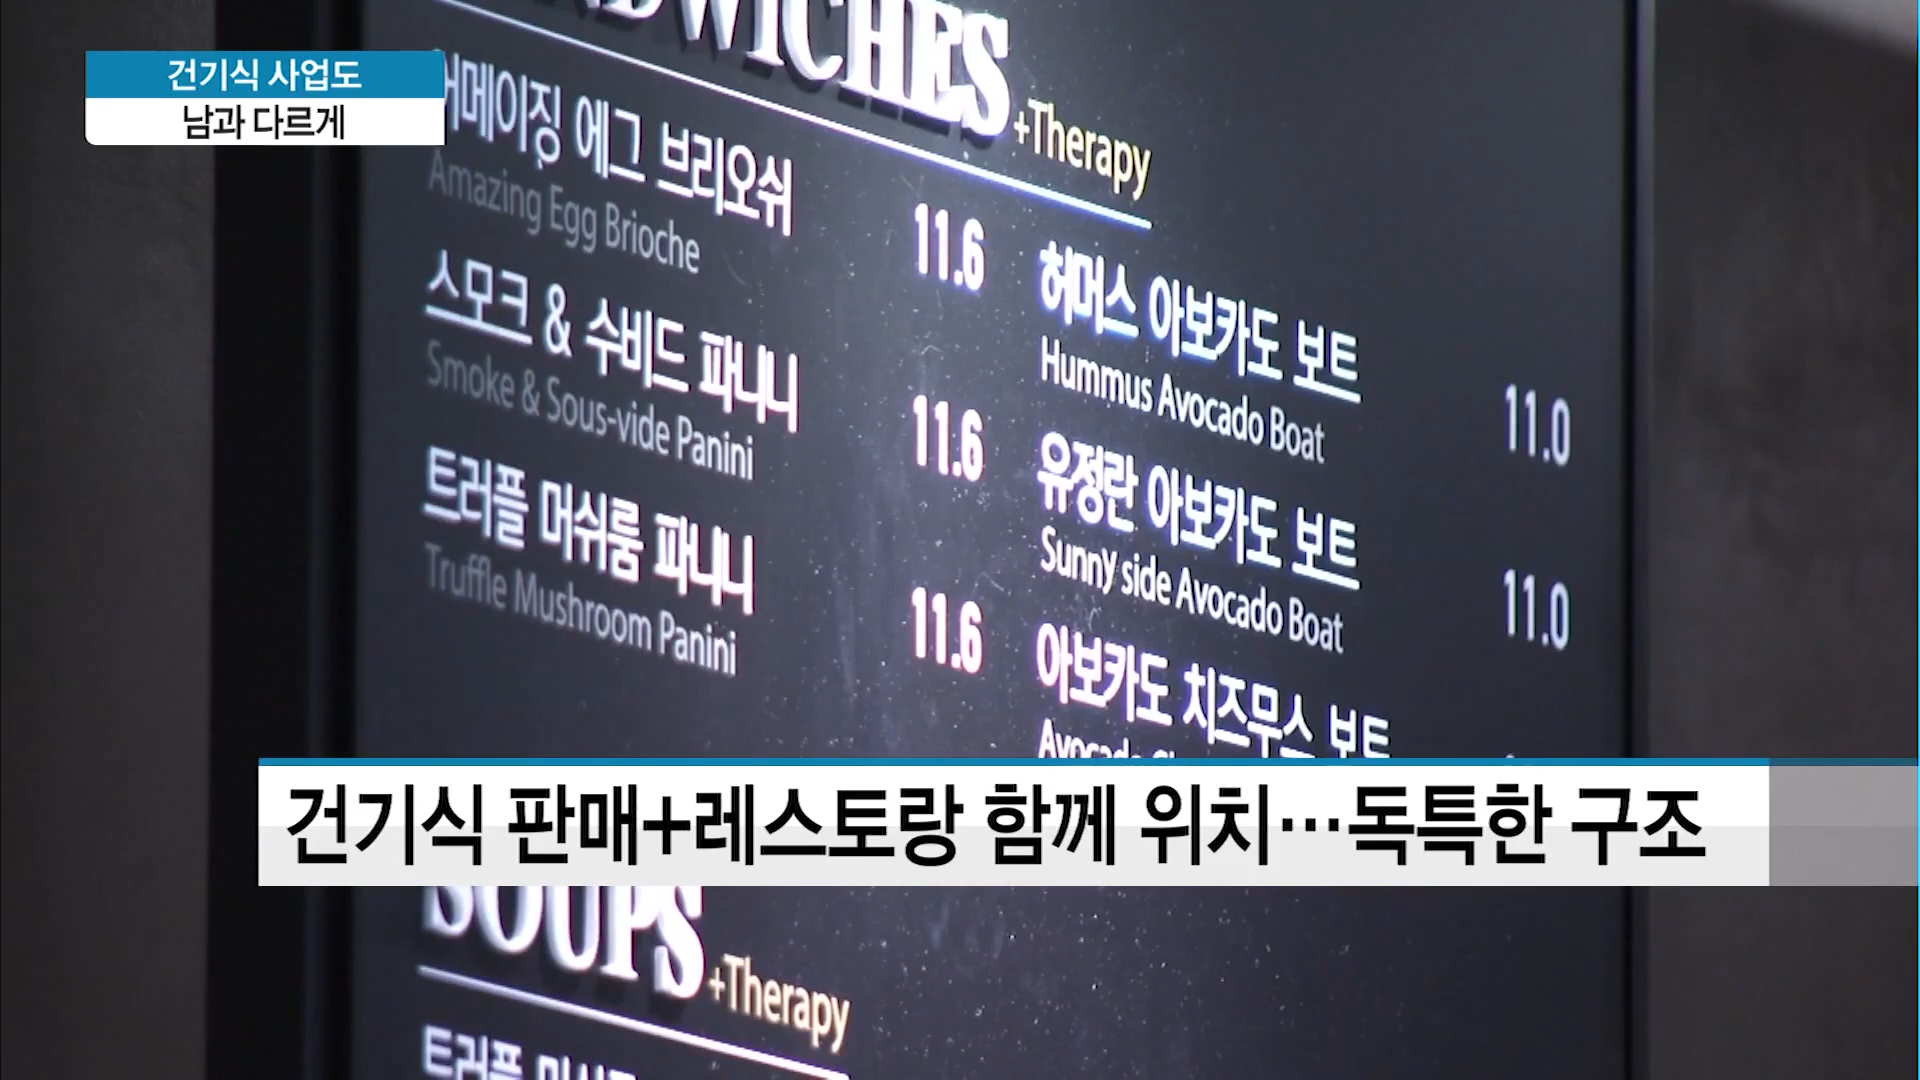 건기식 사업도
남과 다르게
+Therapy
에그 브리오쉬
Amazing Egg Brioche
11.6
스모크 & 수비드 파니니
Smoke & Sous-vide Panini
11.6
트러플 머쉬룸 파니니
Truffle Mushroom Panini
11.6
허머스 아보카도 보트
Hummus Avocado Boat
11.0
유정란 아보카도 보트
Sunny side Avocado Boat
11.0
아보카도 치즈무스 보트
건기식 판매+레스토랑 함께 위치…독특한 구조
SOUPS +Therapy
트러플